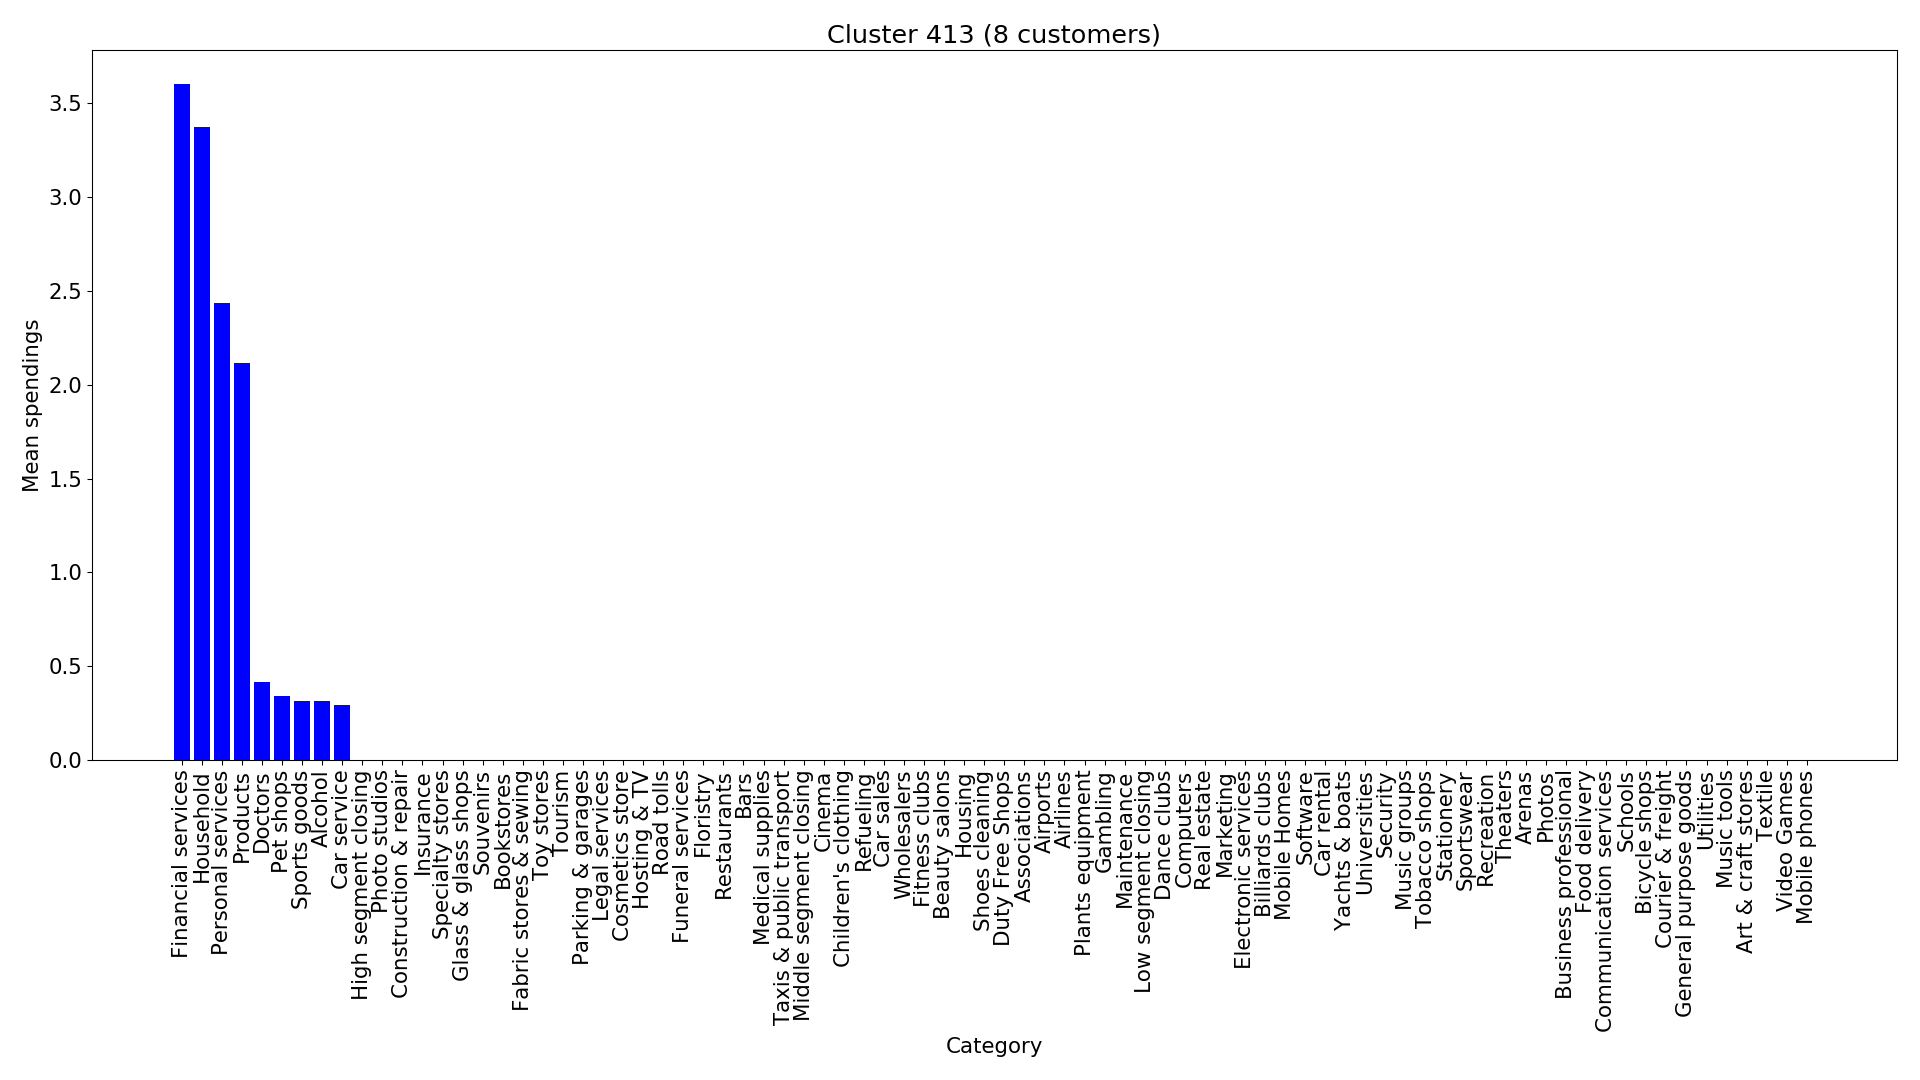 Cluster 413 (8 customers)
Mean spendings
3.5
3.0
2.5
2.0
1.5
1.0
0.5
0.0
Financial services
Household
Personal services
Products
Doctors
Pet shops
Sports goods
Alcohol
Car service
High segment closing
Photo studios
Construction & repair
Insurance
Specialty stores
Glass & glass shops
Souvenirs
Bookstores
Fabric stores & sewing
Toy stores
Tourism
Parking & garages
Legal services
Cosmetics store
Hosting & TV
Road tolls
Funeral services
Floristry
Restaurants
Bars
Medical supplies
Taxis & public transport
Middle segment closing
Cinema
Children's clothing
Refueling
Car sales
Wholesalers
Fitness clubs
Beauty salons
Housing
Shoes cleaning
Duty Free Shops
Associations
Airports
Airlines
Plants equipment
Gambling
Maintenance
Low segment closing
Dance clubs
Computers
Real estate
Marketing
Electronic services
Billiards clubs
Mobile Homes
Software
Car rental
Yachts & boats
Universities
Security
Music groups
Tobacco shops
Stationery
Sportswear
Recreation
Theaters
Arenas
Photos
Business professional
Food delivery
Communication services
Schools
Bicycle shops
Courier & freight
General purpose goods
Utilities
Music tools
Art & craft stores
Textile
Video Games
Mobile phones
Category